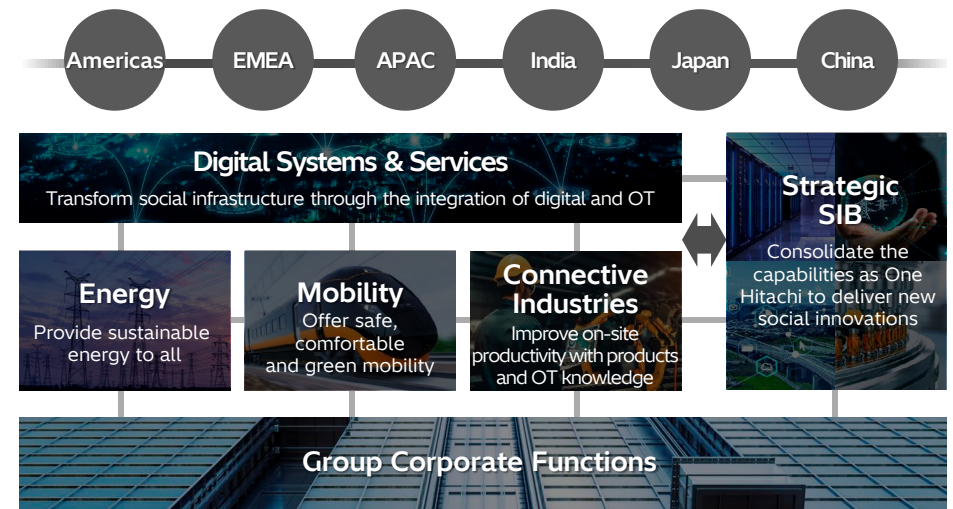 Americas
EMEA
APAC
India
Japan
China
Digital Systems & Services
Transform social infrastructure through the integration of digital and OT
Strategic
SIB
Consolidate the
capabilities as One
Hitachi to deliver new
social innovations
Energy
Provide sustainable
energy to all
Mobility
Offer safe,
comfortable
and green mobility
Connective
Industries
Improve on-site
productivity with products
and OT knowledge
Group Corporate Functions